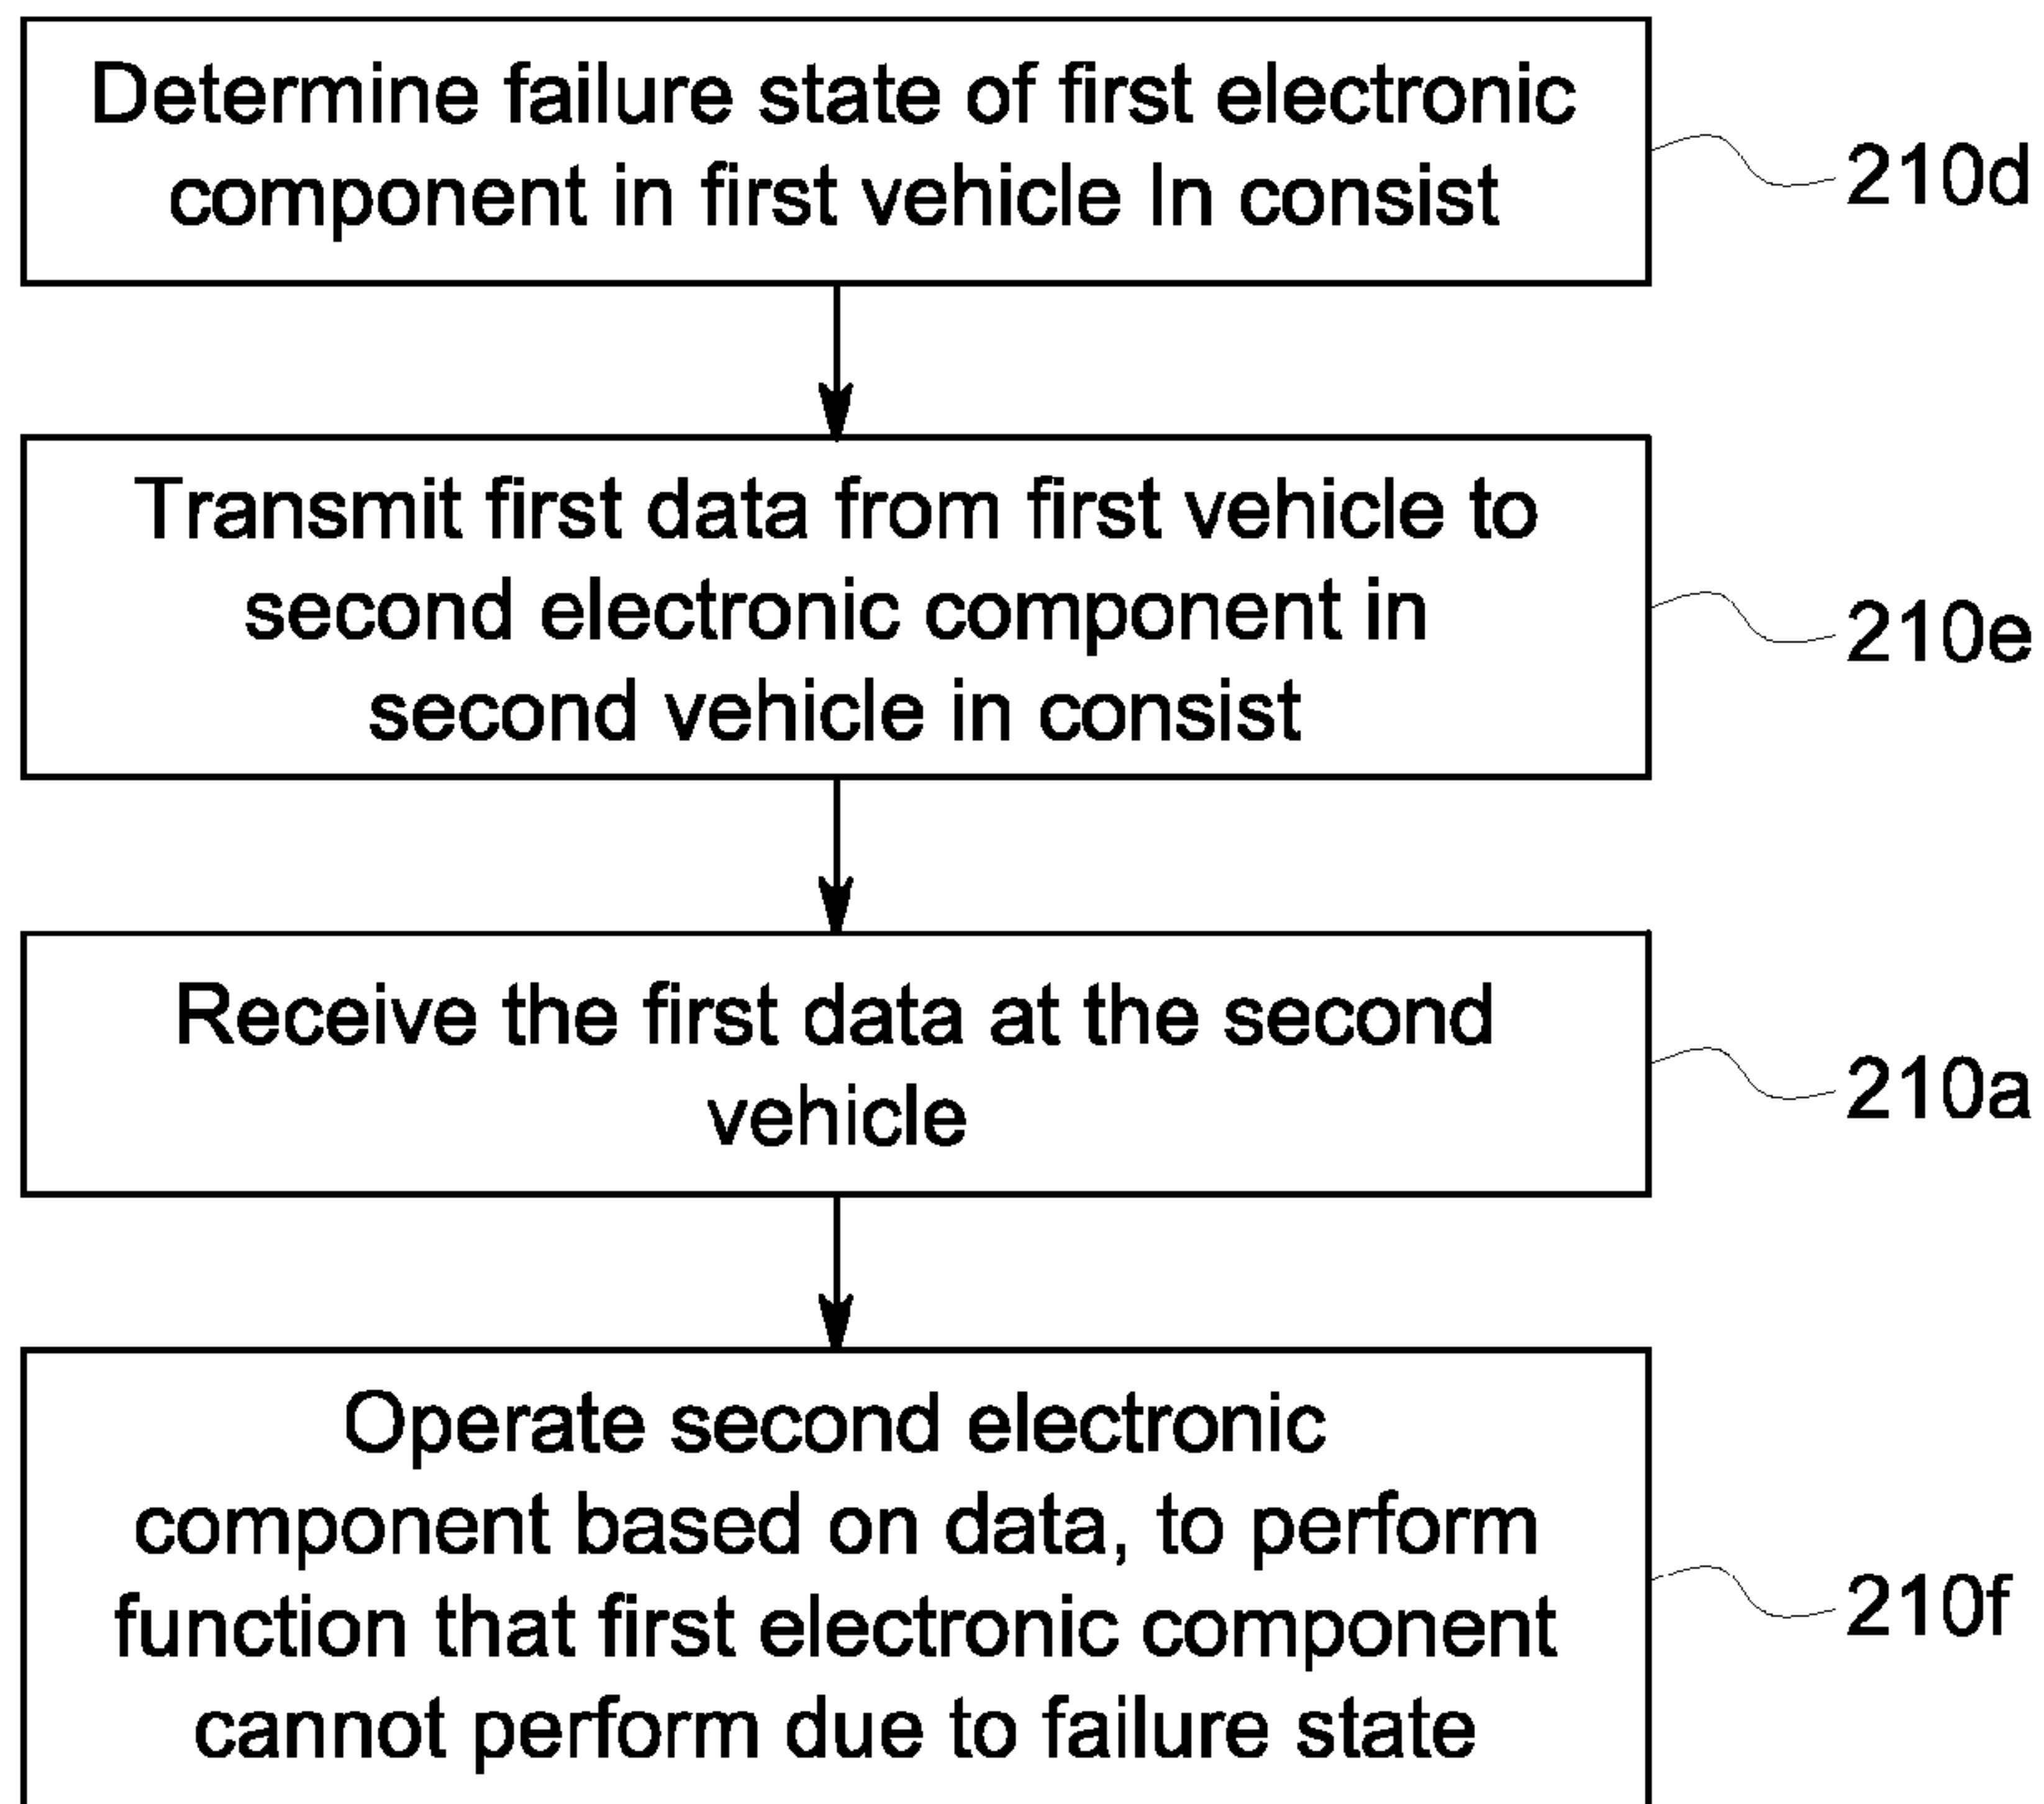 Determine failure state of first electronic
component in first vehicle In consist
210d
Transmit first data from first vehicle to
second electronic component in
second vehicle in consist
210e
Receive the first data at the second
vehicle
210a
Operate second electronic
component based on data, to perform
function that first electronic component
cannot perform due to failure state
210f